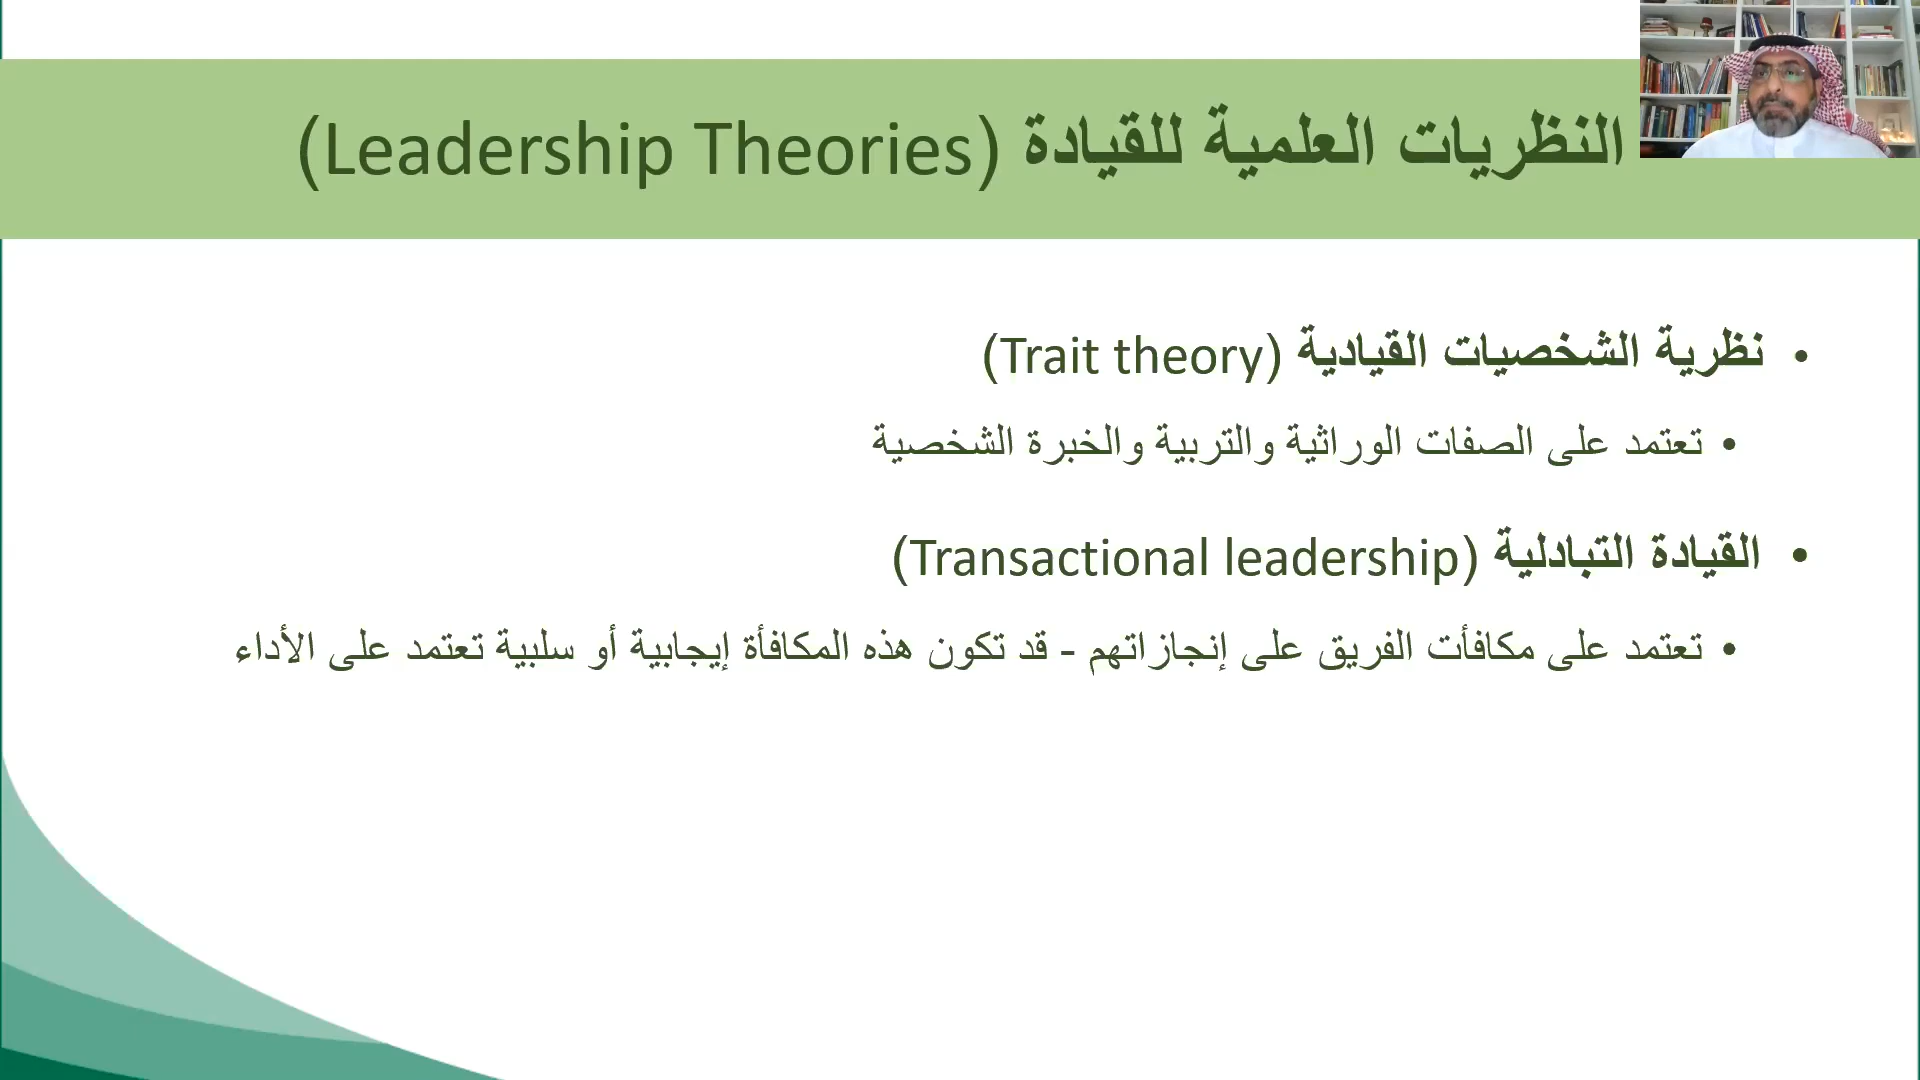 النظريات العلمية للقيادة (Leadership Theories)
• نظرية الشخصيات القيادية (Trait theory)
• تعتمد على الصفات الوراثية والتربية والخبرة الشخصية
• القيادة التبادلية (Transactional leadership)
• تعتمد على مكافأت الفريق على إنجازاتهم - قد تكون هذه المكافأة إيجابية أو سلبية تعتمد على الأداء